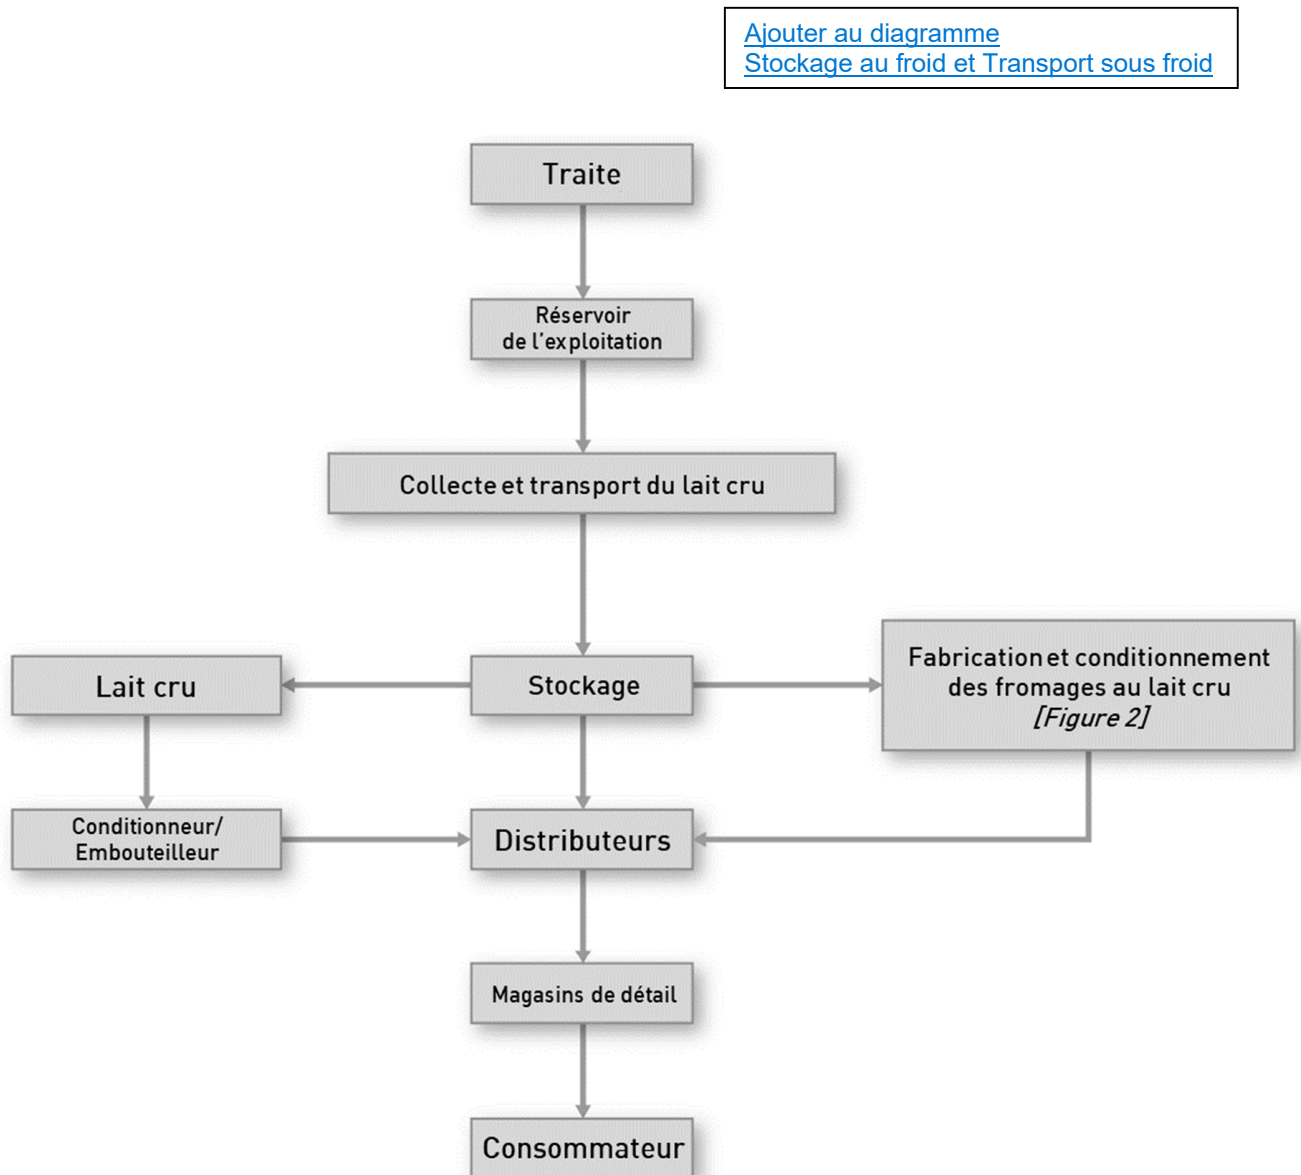 Ajouter au diagramme
Stockage au froid et Transport sous froid
Traite
Réservoir
de l'exploitation
Collecte et transport du lait cru
Lait cru
Stockage
Fabrication et conditionnement
des fromages au lait cru
[Figure 2]
Conditionneur/
Embouteilleur
Distributeurs
Magasins de détail
Consommateur